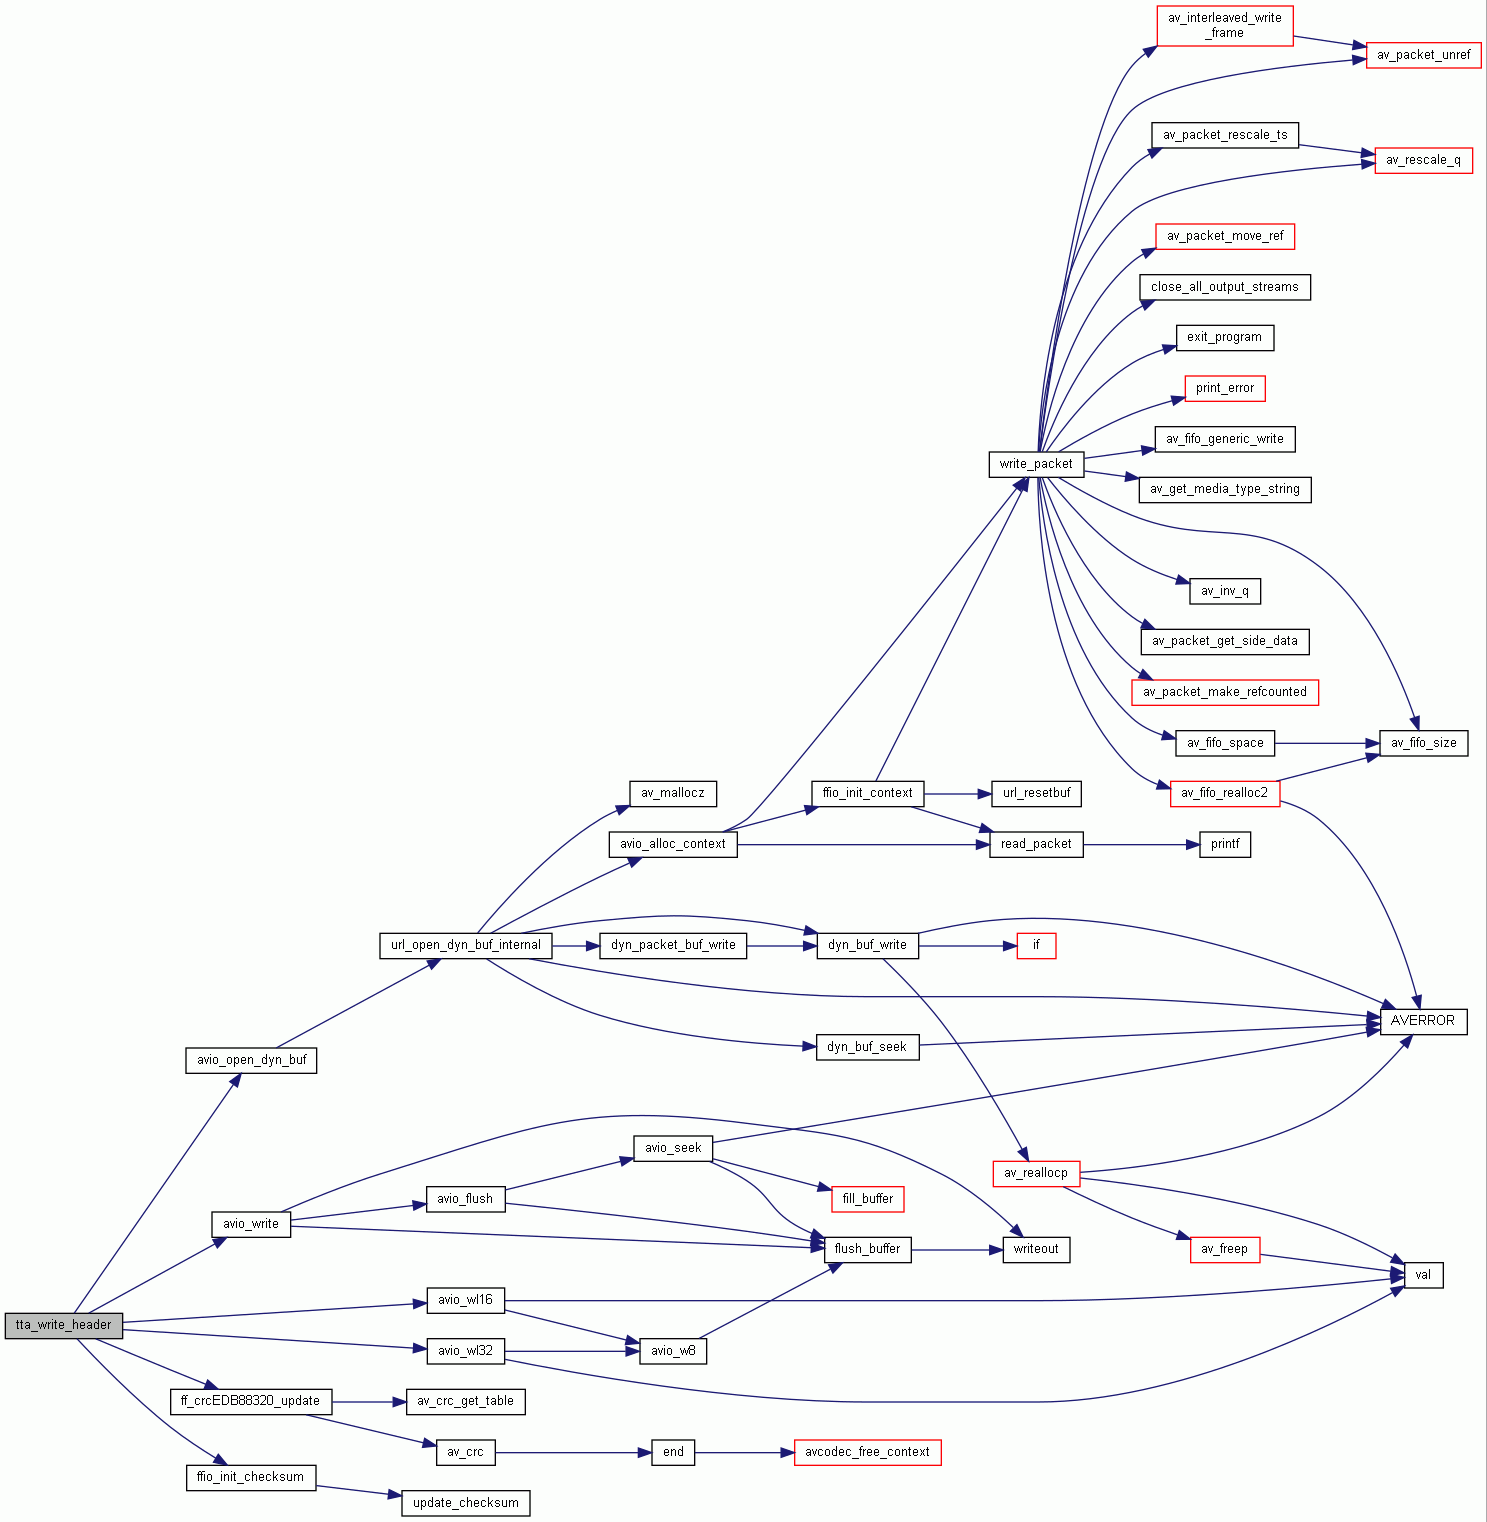 av_interleaved_write
_frame
av_packet_unref
av_packet_rescale_ts
av_rescale_q
av_packet_move_ref
close_all_output_streams
exit_program
print_error
av_fifo_generic_write
write_packet
av_get_media_type_string
av_inv_q
av_packet_get_side_data
av_packet_make_refcounted
av_fifo_space
av_fifo_size
av_mallocz
ffio_init_context
url_resetbuf
av_fifo_realloc2
avio_alloc_context
read_packet
printf
url_open_dyn_buf_internal
dyn_packet_buf_write
dyn_buf_write
if
AVERROR
dyn_buf_seek
avio_open_dyn_buf
avio_seek
av_reallocp
avio_flush
fill_buffer
avio_write
flush_buffer
writeout
av_freep
val
avio_wl16
tta_write_header
avio_wl32
avio_w8
ff_crcEDB88320_update
av_crc_get_table
av_crc
end
avcodec_free_context
ffio_init_checksum
update_checksum